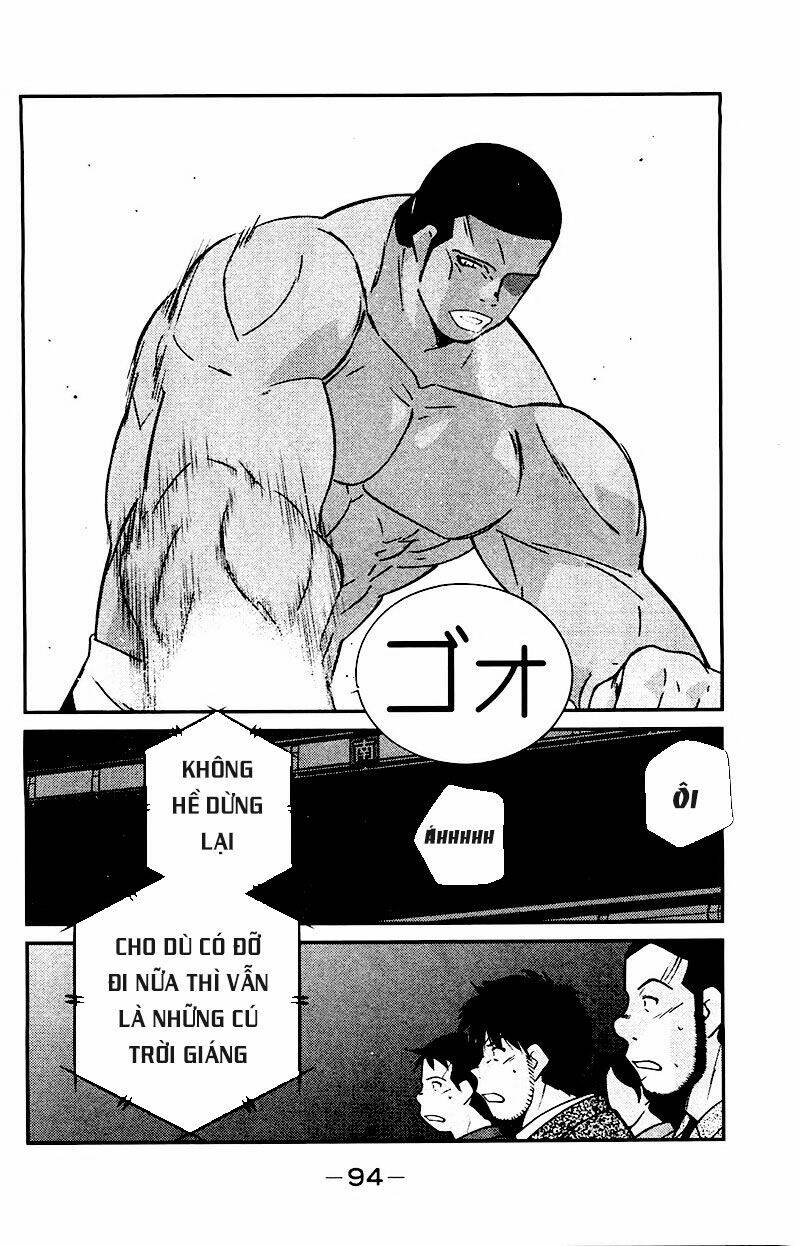 ゴオ
南
ÔI
ÁHHHHH
KHÔNG
HỀ DỪNG
LẠI
CHO DÙ CÓ ĐỠ
ĐI NỮA THÌ VẪN
LÀ NHỮNG CÚ
TRỜI GIÁNG
-94-